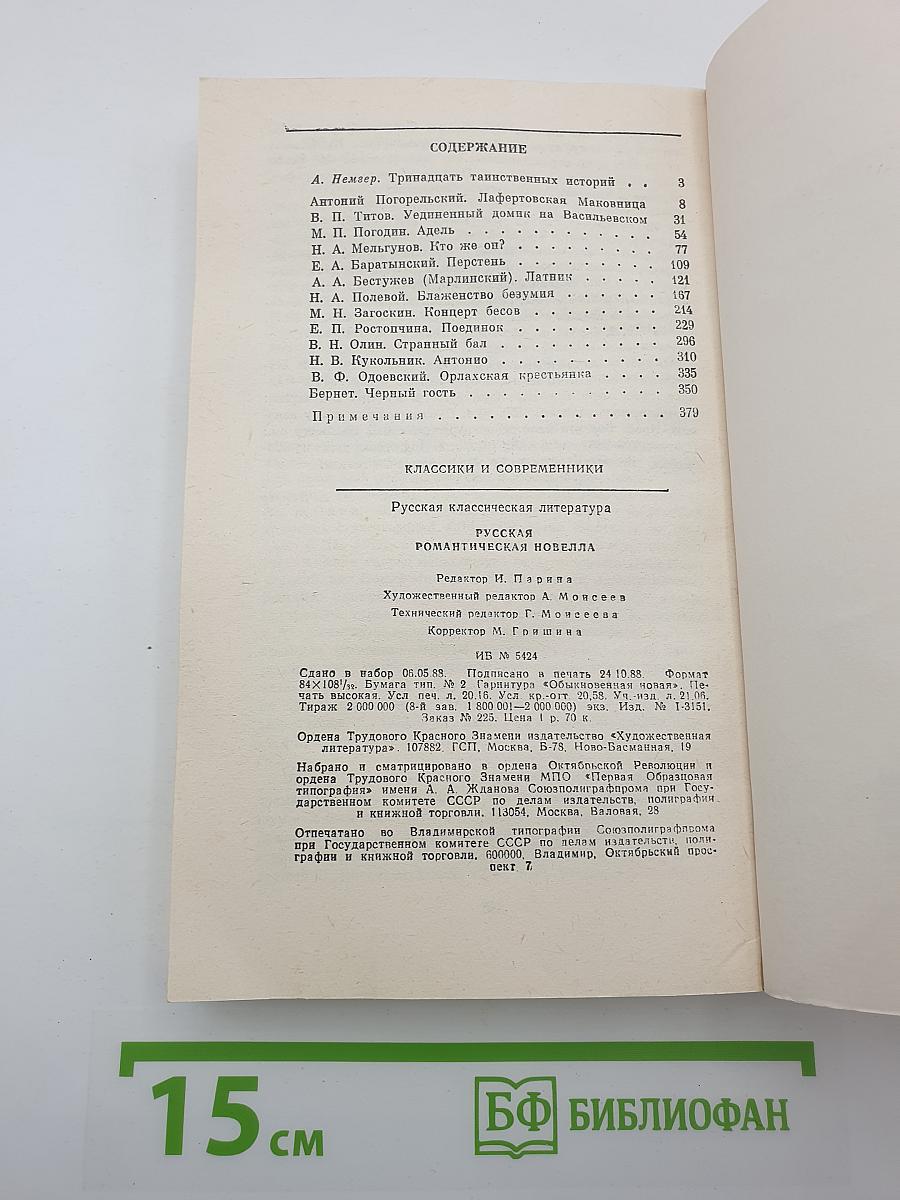 СОДЕРЖАНИЕ
А. Немзер. Тринадцать таинственных историй . . 3
Антоний Погорельский. Лафертовская Маковница 8
В. П. Титов. Уединенный домик на Васильевском 31
М. П. Погодин. Адель . . . . . . . . . . . . 54
Н. А. Мельгунов. Кто же он? . . . . . . . . . 77
Е. А. Баратынский. Перстень . . . . . . . . . 109
А. А. Бестужев (Марлинский). Латник . . . . . 121
Н. А. Полевой. Блаженство безумия . . . . . . 167
М. Н. Загоскин. Концерт бесов . . . . . . . . 214
Е. П. Ростопчина. Поединок . . . . . . . . . 229
В. Н. Олин. Странный бал . . . . . . . . . . 296
Н. В. Кукольник. Антонио . . . . . . . . . . 310
В. Ф. Одоевский. Орлахская крестьянка . . . . 335
Бернет. Черный гость . . . . . . . . . . . . 350
Примечания . . . . . . . . . . . . . . 379
КЛАССИКИ И СОВРЕМЕННИКИ
Русская классическая литература
РУССКАЯ
РОМАНТИЧЕСКАЯ НОВЕЛЛА
Редактор И. Парина
Художественный редактор А. Моисеев
Технический редактор Г. Моисеева
Корректор М. Гришина
ИБ № 5424
Сдано в набор 06.05.88. Подписано в печать 24.10.88. Формат
84×108¹/₃₂. Бумага тип. № 2. Гарнитура «Обыкновенная новая». Пе-
чать высокая. Усл. печ. л. 20,16. Усл. кр.-отт. 20,58. Уч.-изд. л. 21,06.
Тираж 2 000 000 (8-й зав. 1 800 001—2 000 000) экз. Изд. № I-3151.
Заказ № 225. Цена 1 р. 70 к.
Ордена Трудового Красного Знамени издательство «Художественная
литература». 107882, ГСП, Москва, Б-78, Ново-Басманная, 19
Набрано и сматрицировано в ордена Октябрьской Революции и
ордена Трудового Красного Знамени МПО «Первая Образцовая
типография» имени А. А. Жданова Союзполиграфпрома при Госу-
дарственном комитете СССР по делам издательств, полиграфии
и книжной торговли. 113054, Москва, Валовая, 28
Отпечатано во Владимирской типографии Союзполиграфпрома
при Государственном комитете СССР по делам издательств, поли-
графии и книжной торговли. 600000, Владимир, Октябрьский прос-
пект, 7.
15 см
БФ БИБЛИОФАН